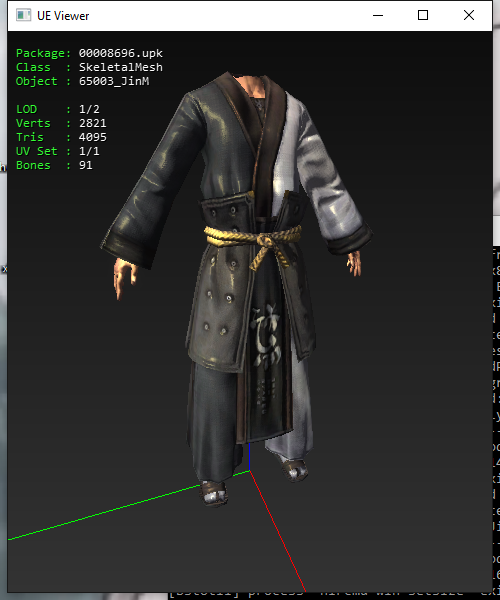 UE Viewer
Package: 00008696.upk
Class : SkeletalMesh
Object : 65003_JinM
LOD : 1/2
Verts : 2821
Tris : 4095
UV Set : 1/1
Bones : 91